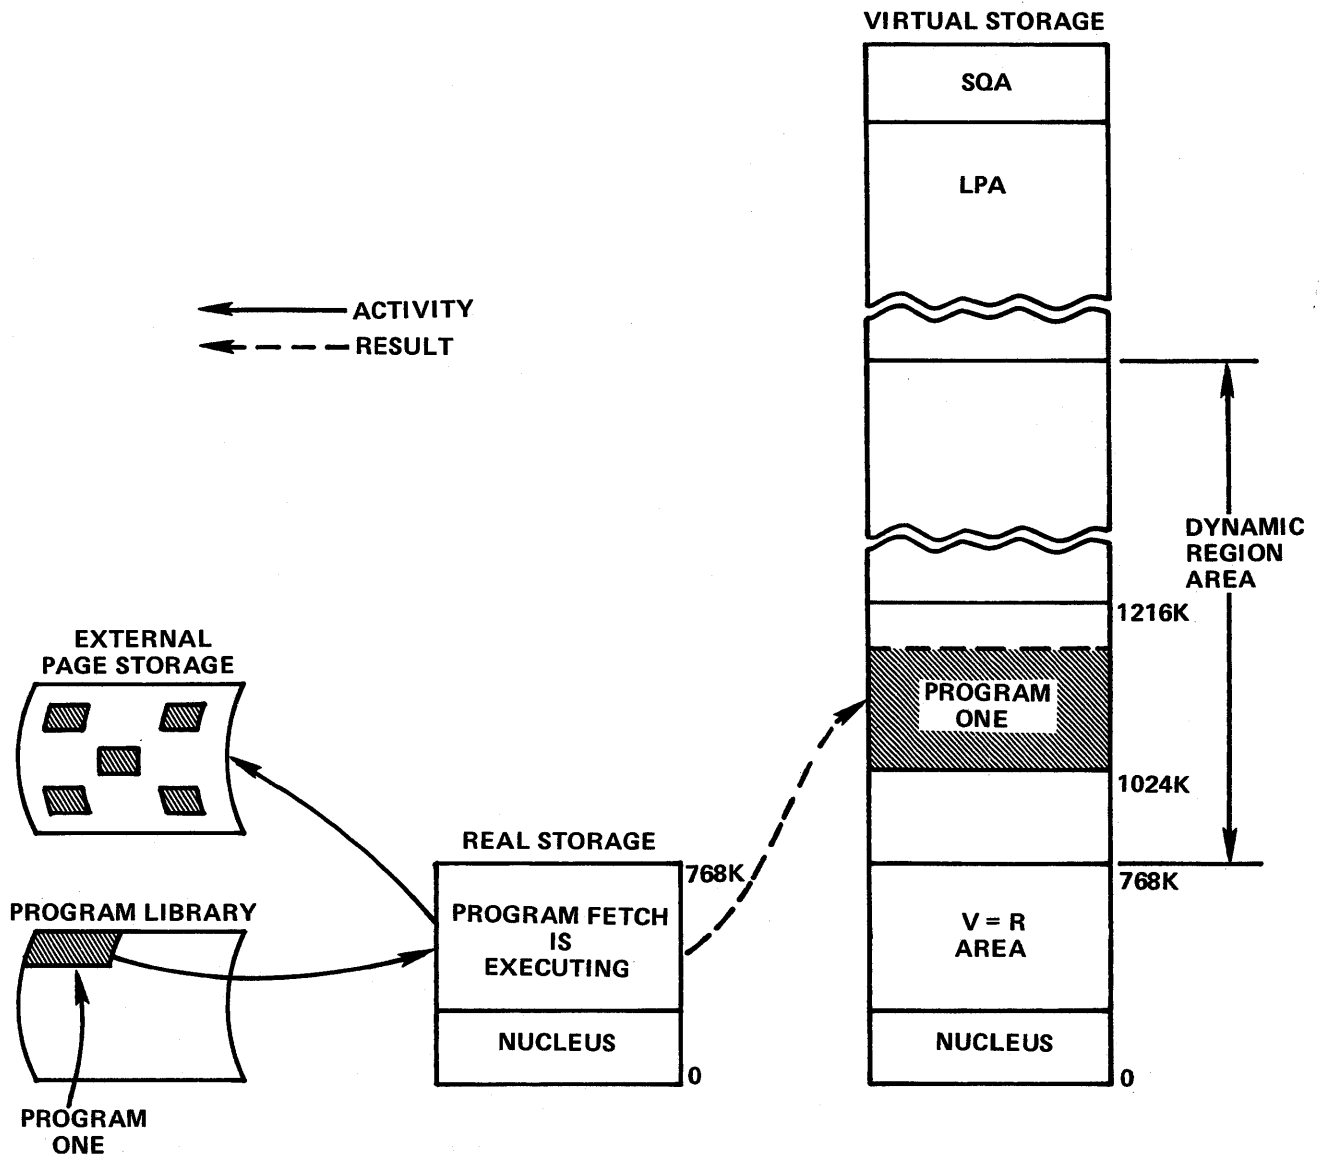 VIRTUAL STORAGE
SQA
LPA
ACTIVITY
RESULT
DYNAMIC
REGION
AREA
1216K
EXTERNAL
PAGE STORAGE
PROGRAM
ONE
1024K
REAL STORAGE
768K
768K
PROGRAM LIBRARY
PROGRAM FETCH
IS
EXECUTING
V = R
AREA
NUCLEUS
NUCLEUS
0
0
PROGRAM
ONE